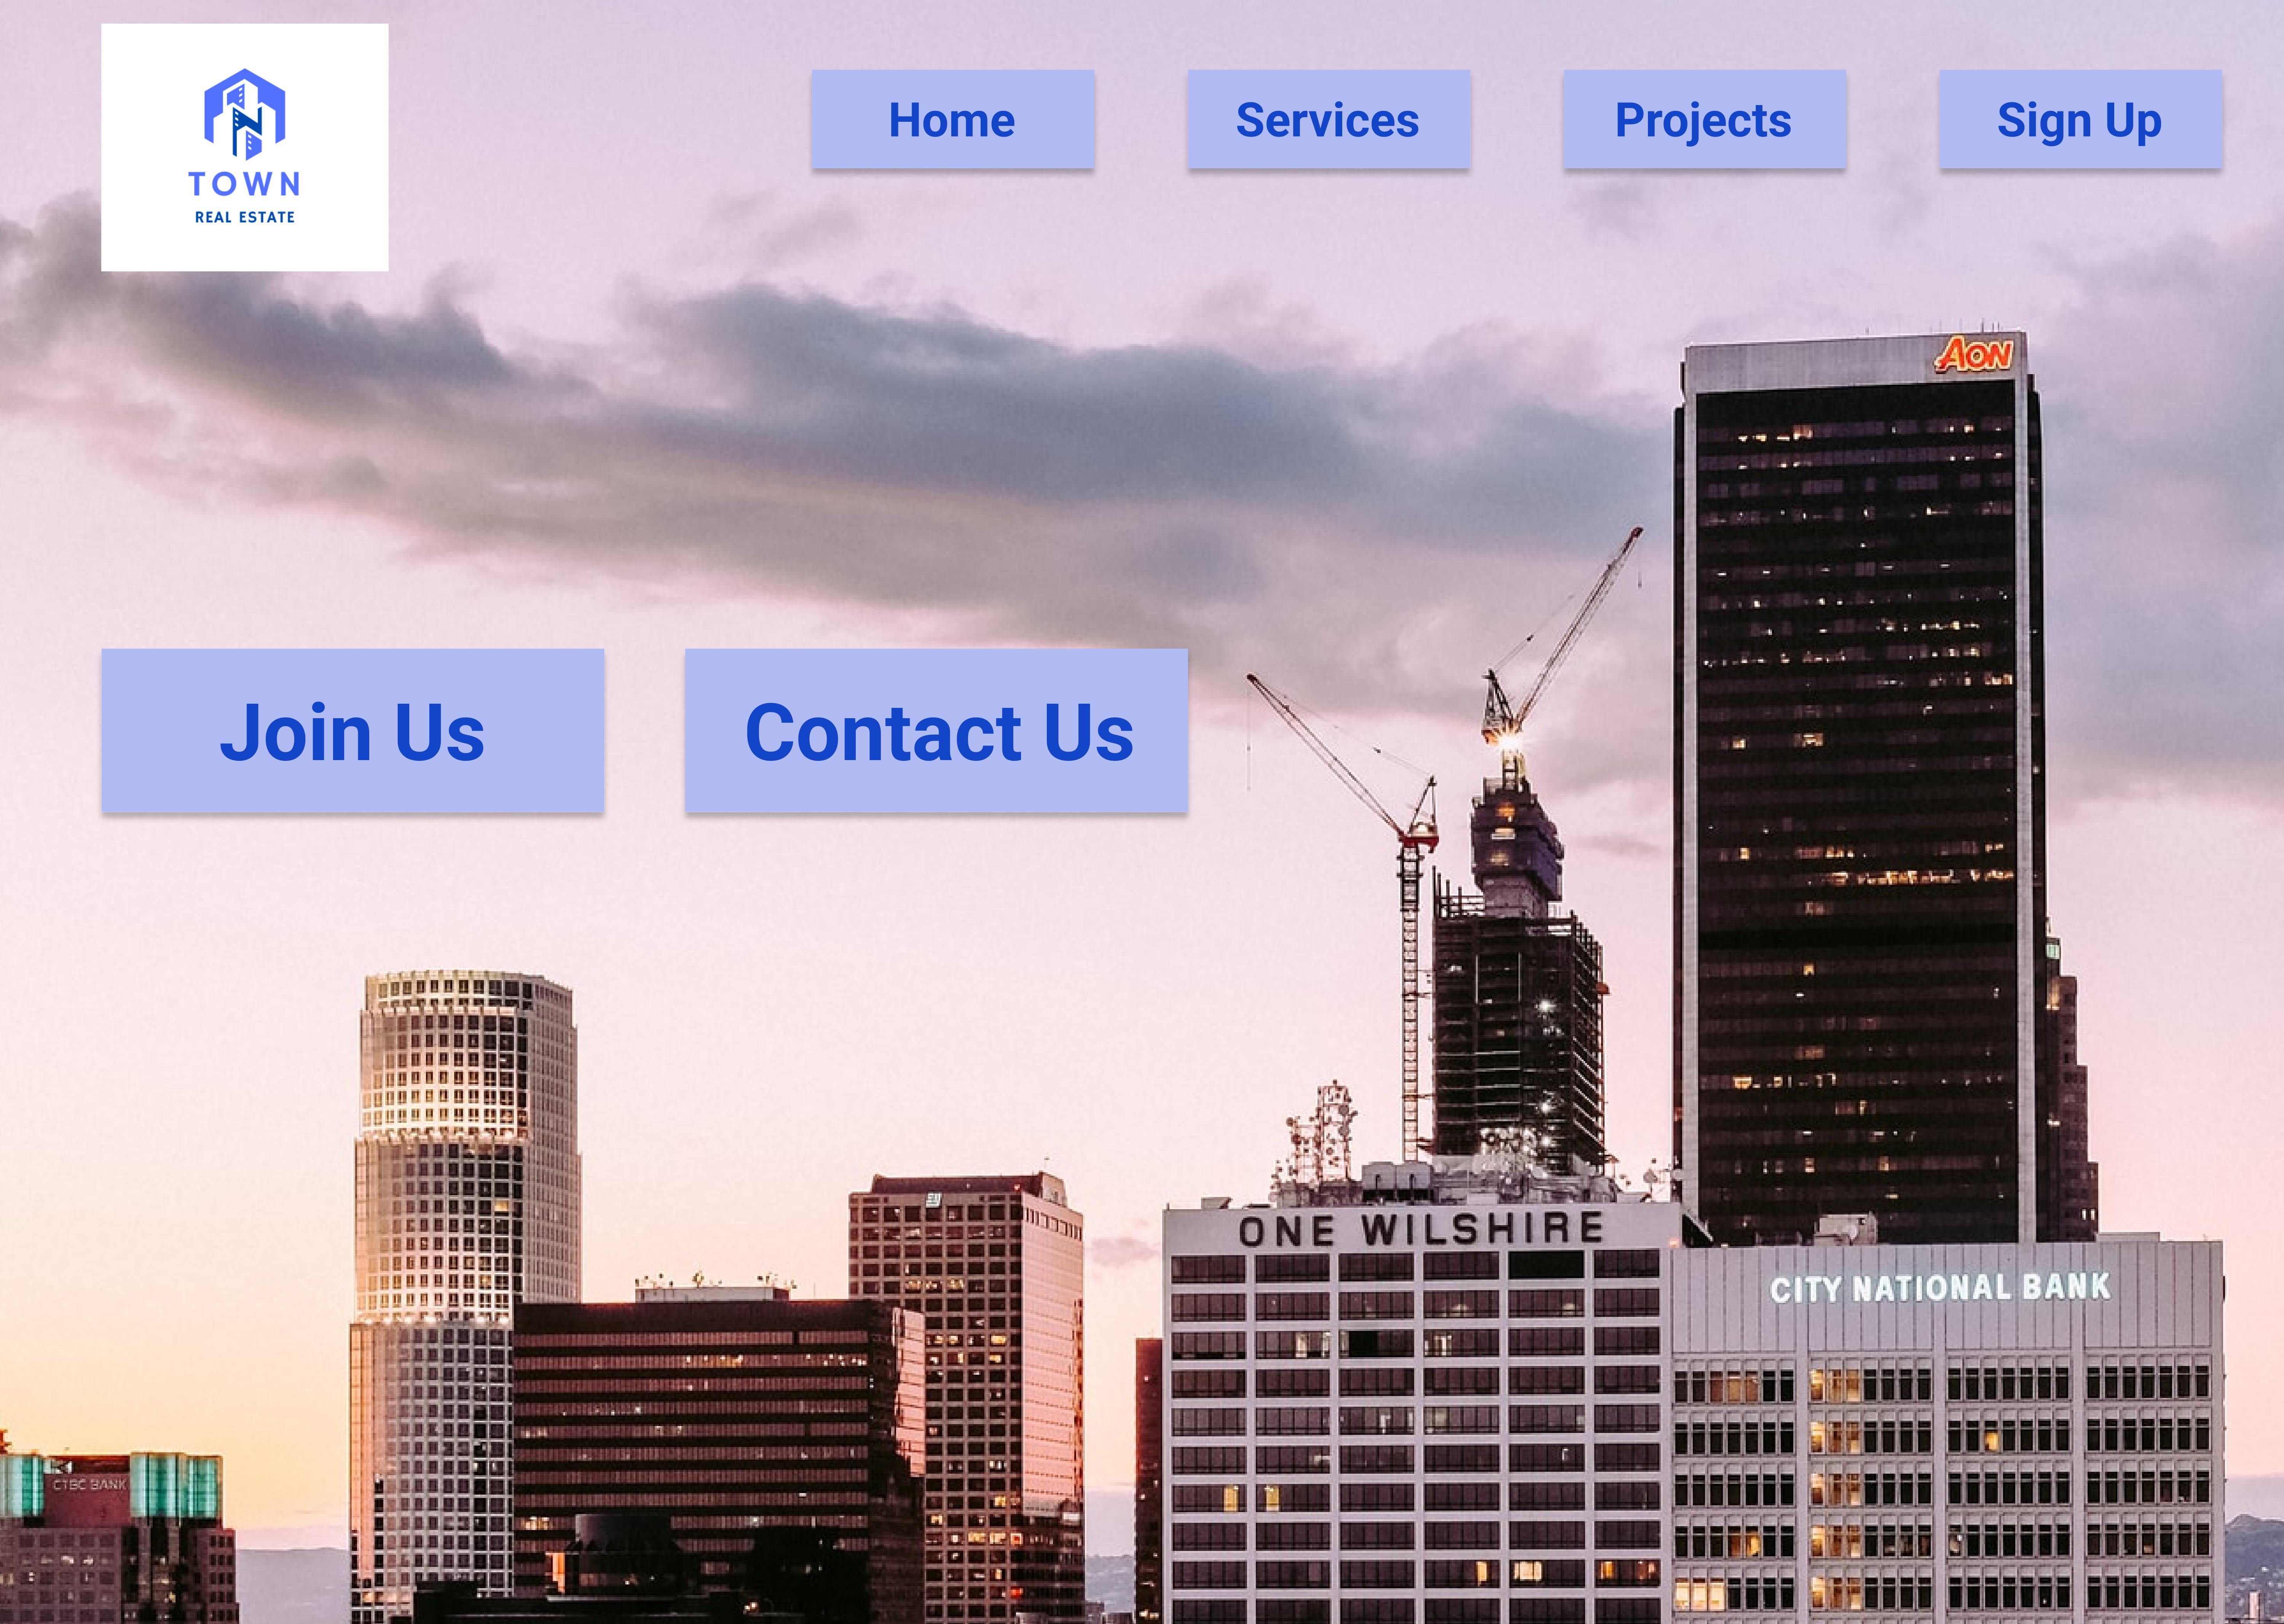 TOWN
REAL ESTATE
Home
Services
Projects
Sign Up
AON
Join Us
Contact Us
EY
ONE WILSHIRE
CITY NATIONAL BANK
CTBC BANK